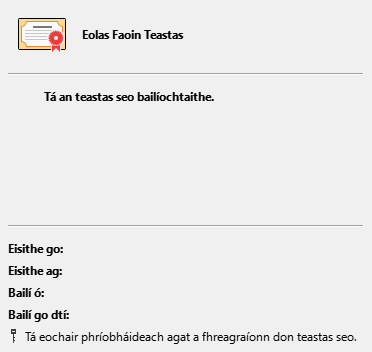 Eolas Faoin Teastas
Tá an teastas seo bailíochtaithe.
Eisithe go:
Eisithe ag:
Bailí ó:
Bailí go dtí:
Tá eochair phríobháideach agat a fhreagraíonn don teastas seo.